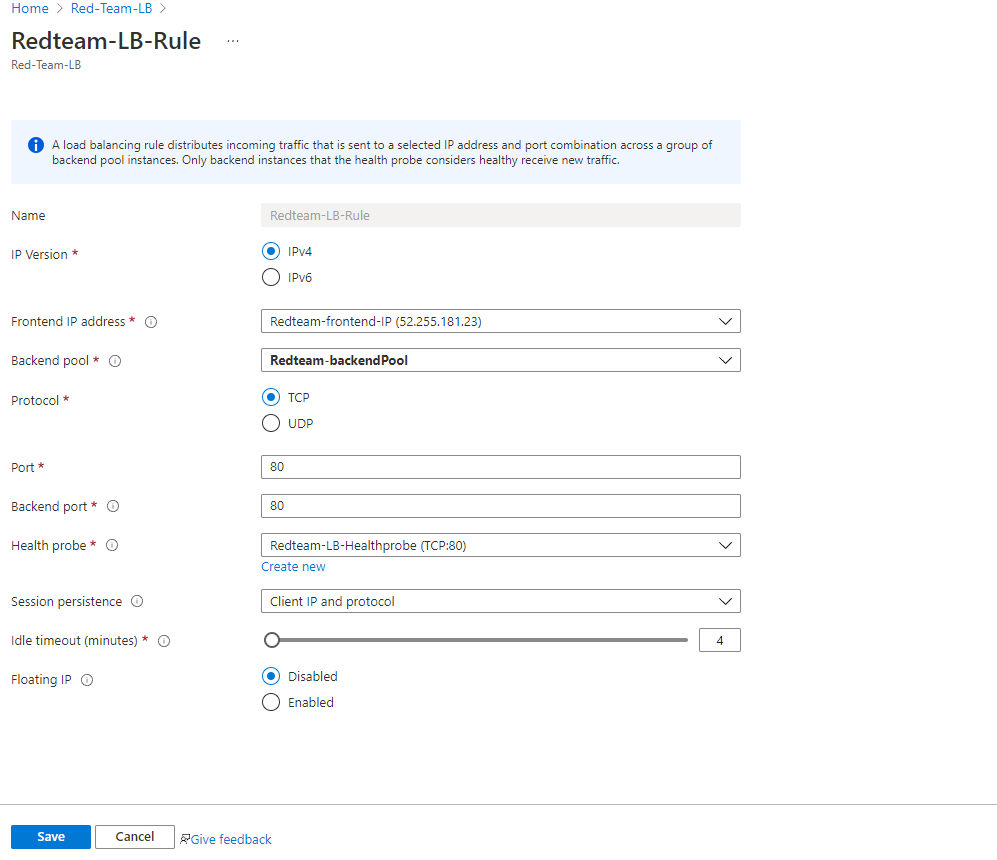 Home > Red-Team-LB >
Redteam-LB-Rule ...
Red-Team-LB
A load balancing rule distributes incoming traffic that is sent to a selected IP address and port combination across a group of
backend pool instances. Only backend instances that the health probe considers healthy receive new traffic.
Name Redteam-LB-Rule
IP Version * IPv4
IPv6
Frontend IP address * Redteam-frontend-IP (52.255.181.23)
Backend pool * Redteam-backendPool
Protocol * TCP
UDP
Port * 80
Backend port * 80
Health probe * Redteam-LB-Healthprobe (TCP:80)
Create new
Session persistence Client IP and protocol
Idle timeout (minutes) * 4
Floating IP Disabled
Enabled
Save Cancel Give feedback